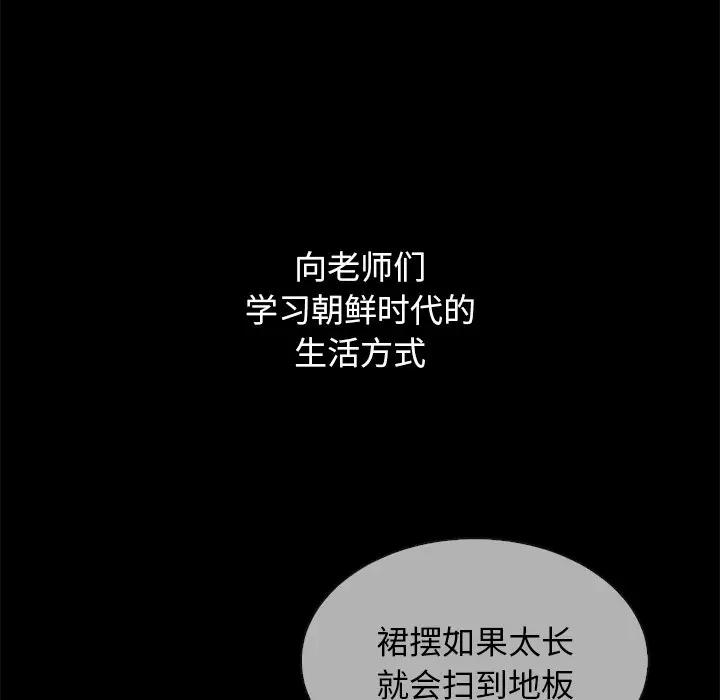 向老师们
学习朝鲜时代的
生活方式
裙摆如果太长
就会扫到地板